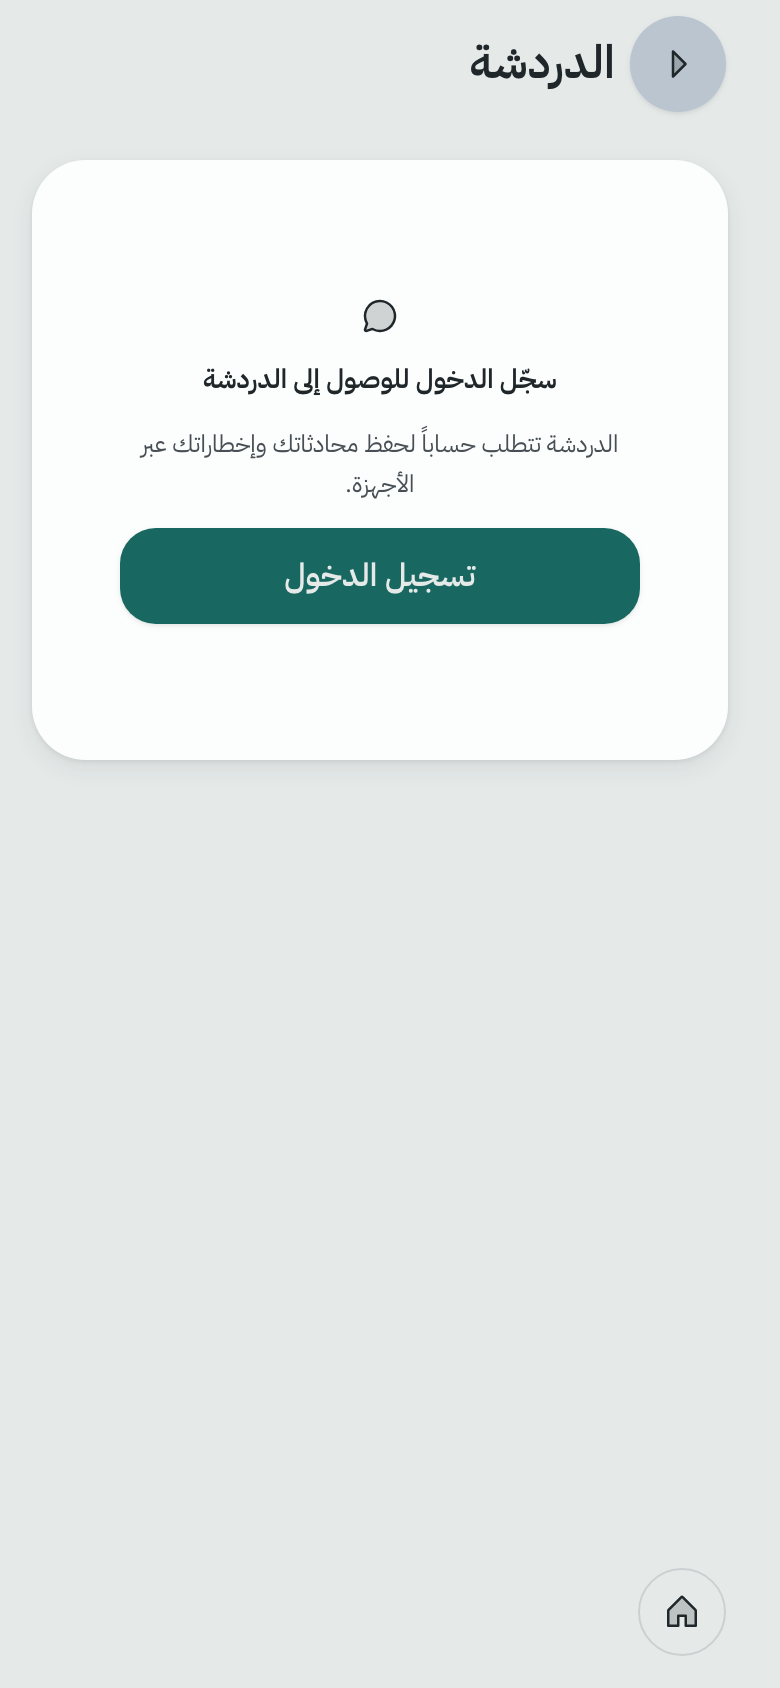 الدردشة
سجّل الدخول للوصول إلى الدردشة
الدردشة تتطلب حساباً لحفظ محادثاتك وإخطاراتك عبر
الأجهزة.
تسجيل الدخول